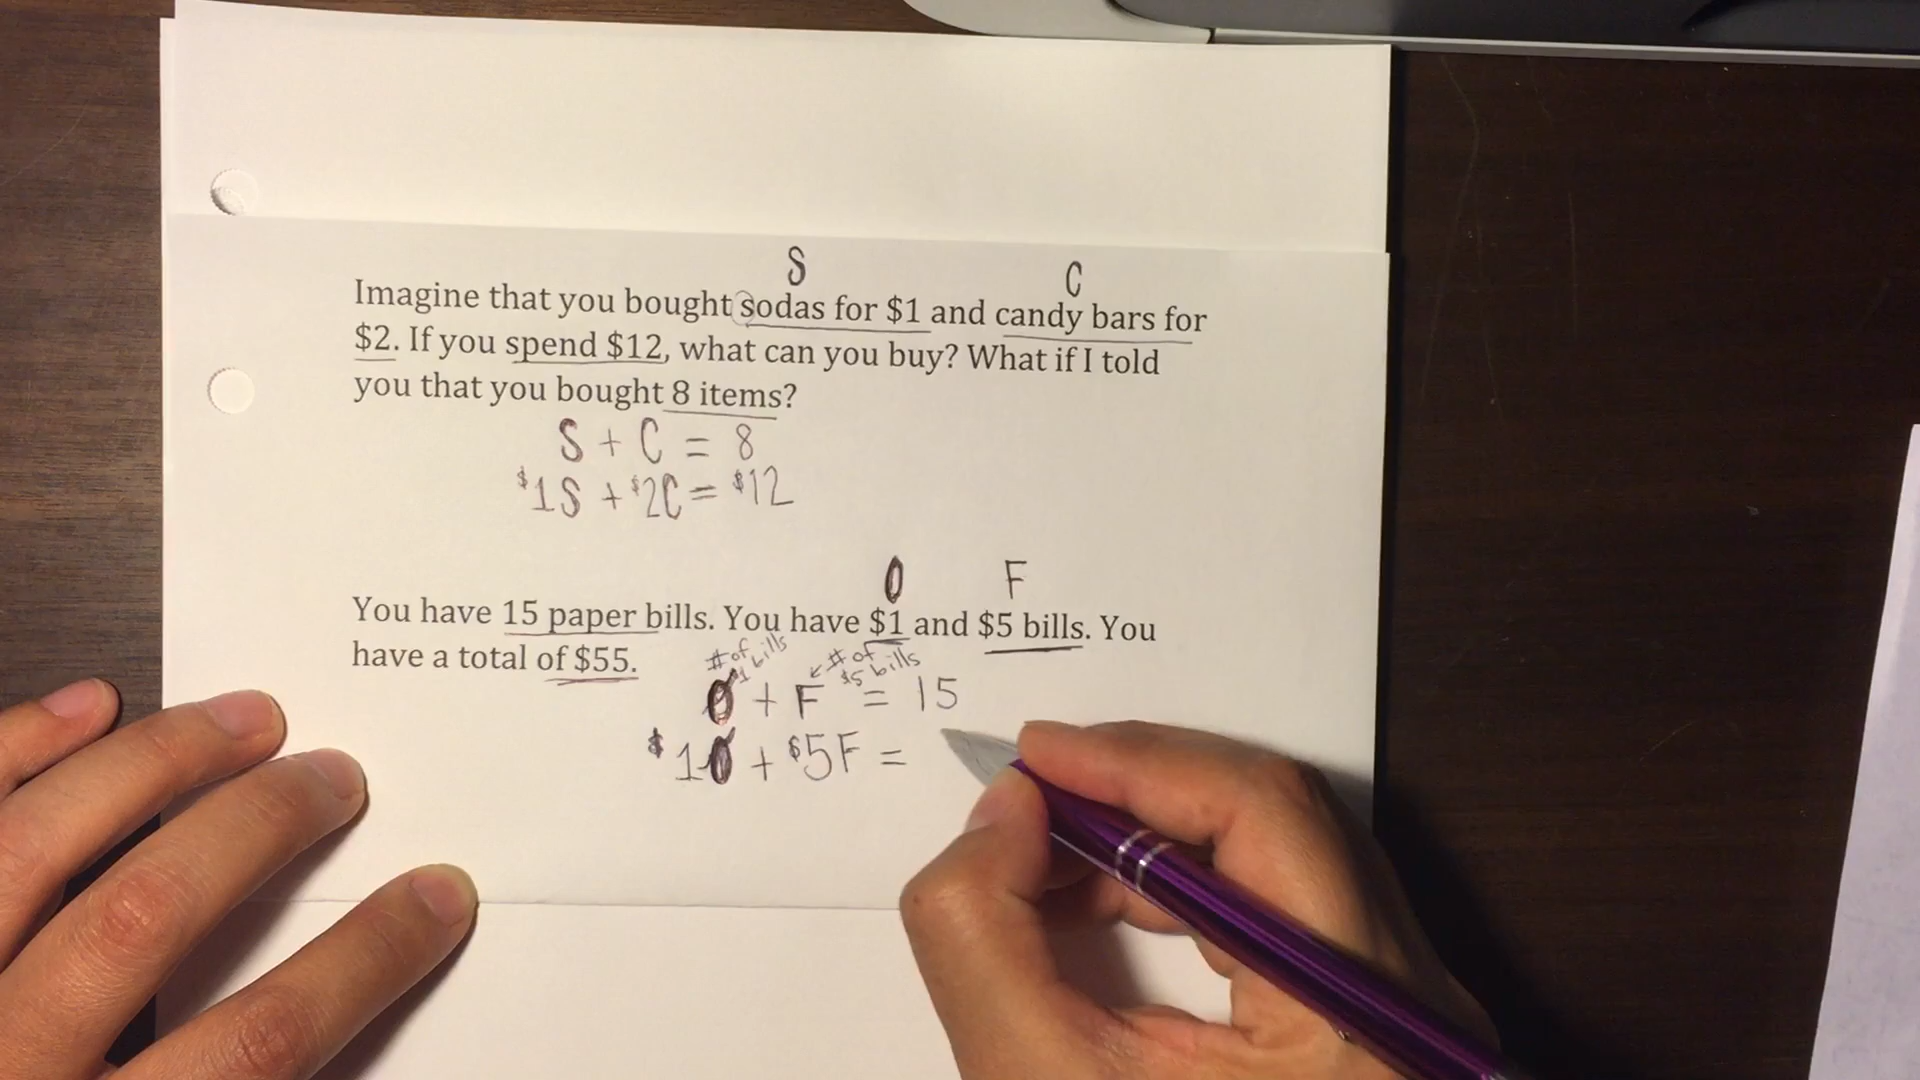 S C
Imagine that you bought sodas for $1 and candy bars for
$2. If you spend $12, what can you buy? What if I told
you that you bought 8 items?
S + C = 8
$1S + $2C = $12
O F
You have 15 paper bills. You have $1 and $5 bills. You
have a total of $55.
# of $1 bills # of $5 bills
O + F = 15
$1O + $5F =